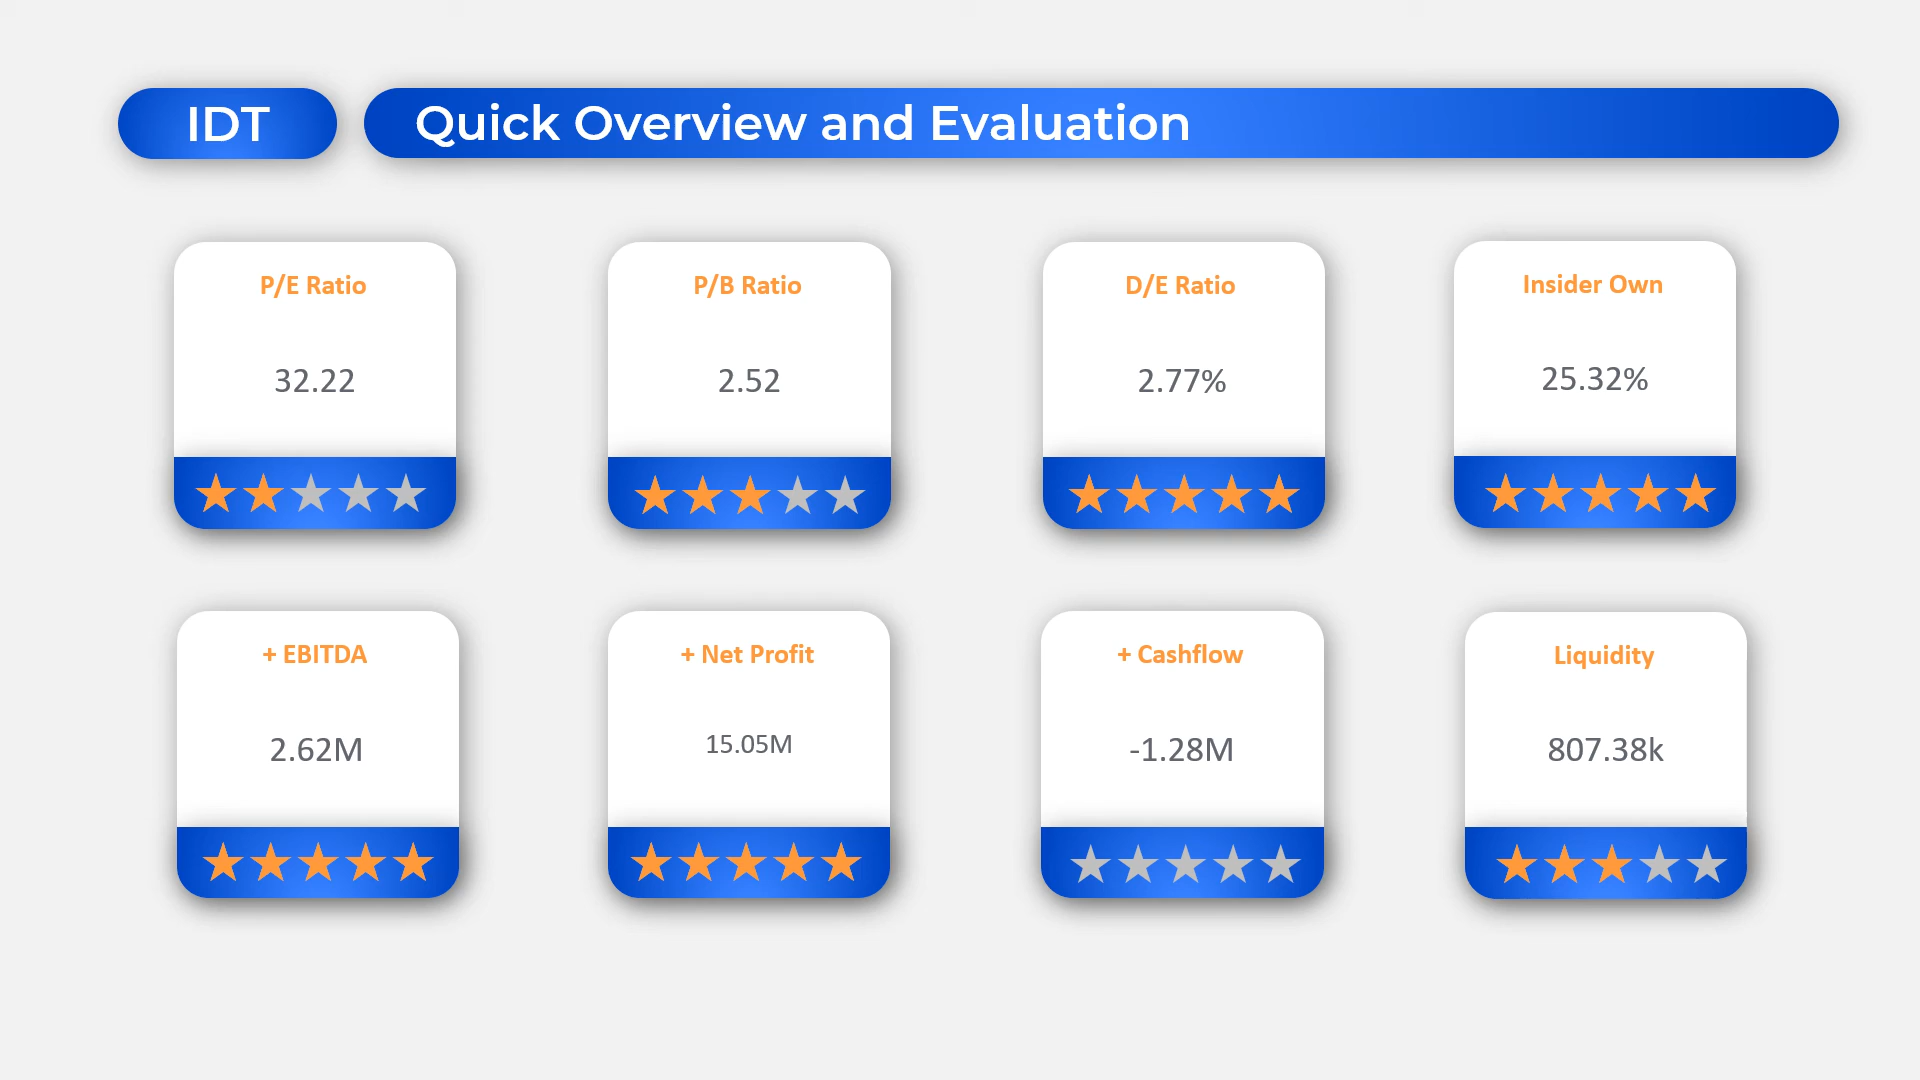 IDT
Quick Overview and Evaluation
P/E Ratio
32.22
P/B Ratio
2.52
D/E Ratio
2.77%
Insider Own
25.32%
+ EBITDA
2.62M
+ Net Profit
15.05M
+ Cashflow
-1.28M
Liquidity
807.38k